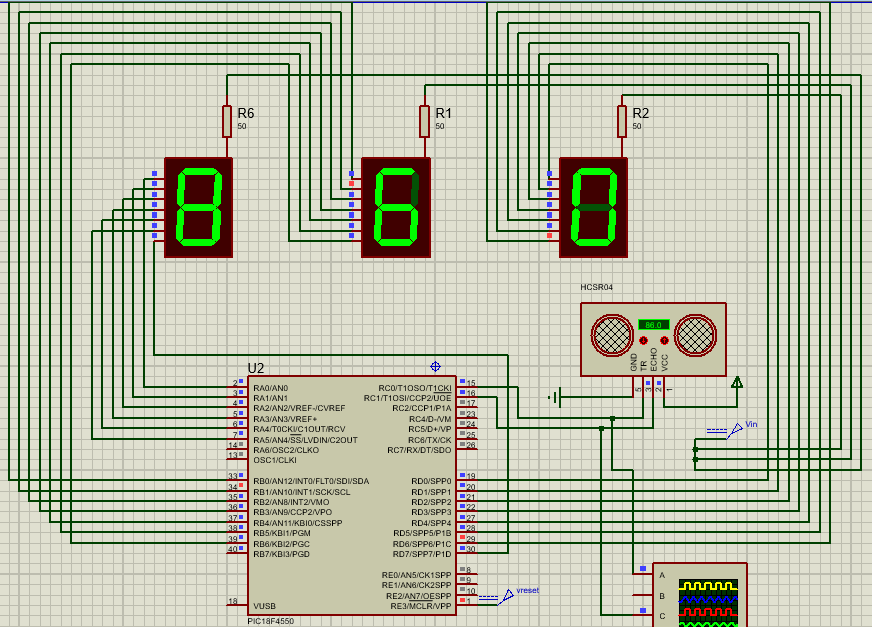 R6
50
R1
50
R2
50
8
6
0
HCSR04
86.0
GND
TR
ECHO
VCC
5
3
2
1
Vin
U2
2 RA0/AN0 RC0/T1OSO/T1CKI 15
3 RA1/AN1 RC1/T1OSI/CCP2/UOE 16
4 RA2/AN2/VREF-/CVREF RC2/CCP1/P1A 17
5 RA3/AN3/VREF+ RC4/D-/VM 23
6 RA4/T0CKI/C1OUT/RCV RC5/D+/VP 24
7 RA5/AN4/SS/LVDIN/C2OUT RC6/TX/CK 25
14 RA6/OSC2/CLKO RC7/RX/DT/SDO 26
13 OSC1/CLKI
33 RB0/AN12/INT0/FLT0/SDI/SDA RD0/SPP0 19
34 RB1/AN10/INT1/SCK/SCL RD1/SPP1 20
35 RB2/AN8/INT2/VMO RD2/SPP2 21
36 RB3/AN9/CCP2/VPO RD3/SPP3 22
37 RB4/AN11/KBI0/CSSPP RD4/SPP4 27
38 RB5/KBI1/PGM RD5/SPP5/P1B 28
39 RB6/KBI2/PGC RD6/SPP6/P1C 29
40 RB7/KBI3/PGD RD7/SPP7/P1D 30
RE0/AN5/CK1SPP 8
RE1/AN6/CK2SPP 9
RE2/AN7/OESPP 10
18 VUSB RE3/MCLR/VPP 1
vreset
PIC18F4550
A
B
C